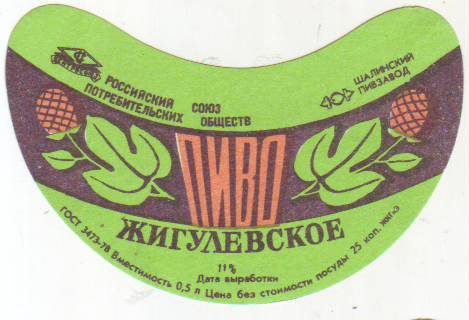 РОССИЙСКИЙ СОЮЗ
ПОТРЕБИТЕЛЬСКИХ ОБЩЕСТВ
ШАЛИНСКИЙ
ПИВЗАВОД
ПИВО
ЖИГУЛЕВСКОЕ
11%
Дата выработки
ГОСТ 3473-78 Вместимость 0,5 л Цена без стоимости посуды 25 коп.